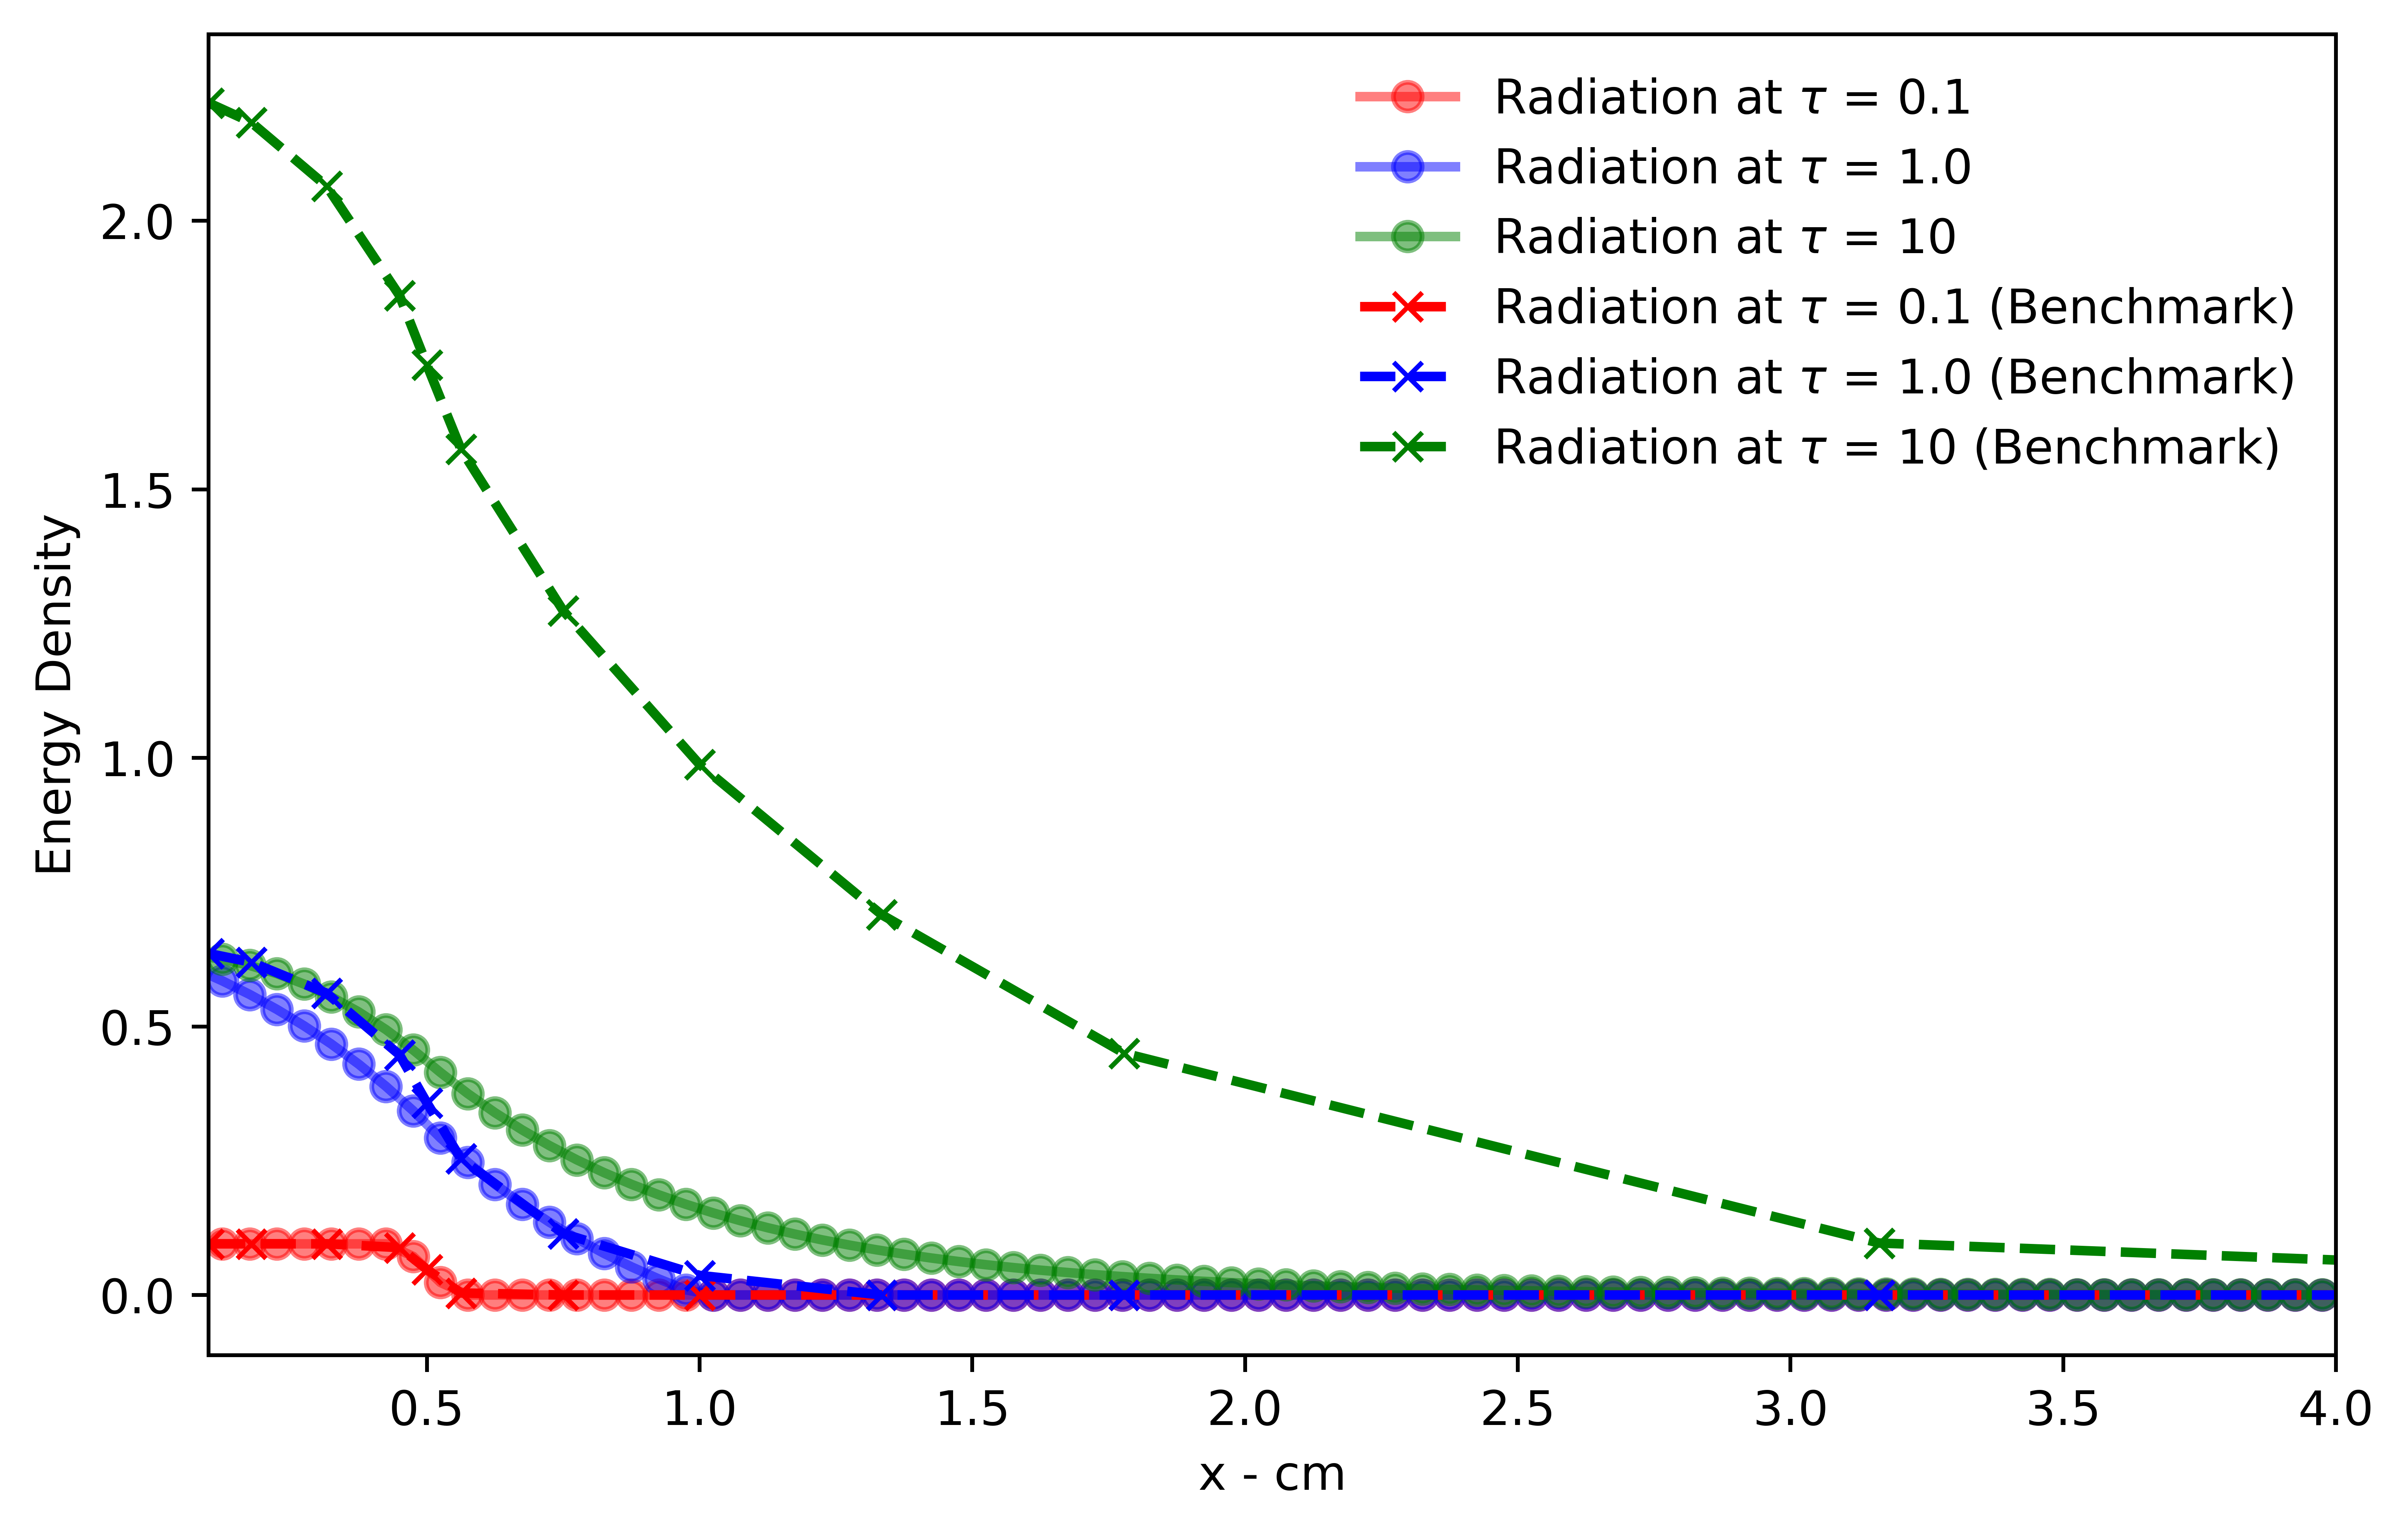 Radiation at τ = 0.1
Radiation at τ = 1.0
Radiation at τ = 10
Radiation at τ = 0.1 (Benchmark)
Radiation at τ = 1.0 (Benchmark)
Radiation at τ = 10 (Benchmark)
Energy Density
2.0
1.5
1.0
0.5
0.0
0.5 1.0 1.5 2.0 2.5 3.0 3.5 4.0
x - cm